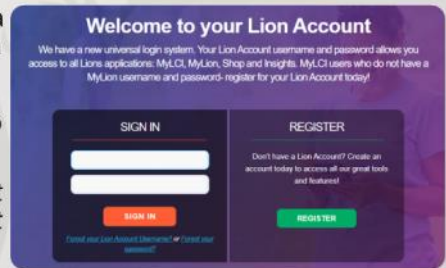 Welcome to your Lion Account
We have a new universal login system. Your Lion Account username and password allows you
access to all Lions applications: MyLCI, MyLion, Shop and Insights. MyLCI users who do not have a
MyLion username and password- register for your Lion Account today!
SIGN IN
SIGN IN
Forgot your Lion Account Username? or Forgot your
password?
REGISTER
Don't have a Lion Account? Create an
account today to access all our great tools
and features!
REGISTER